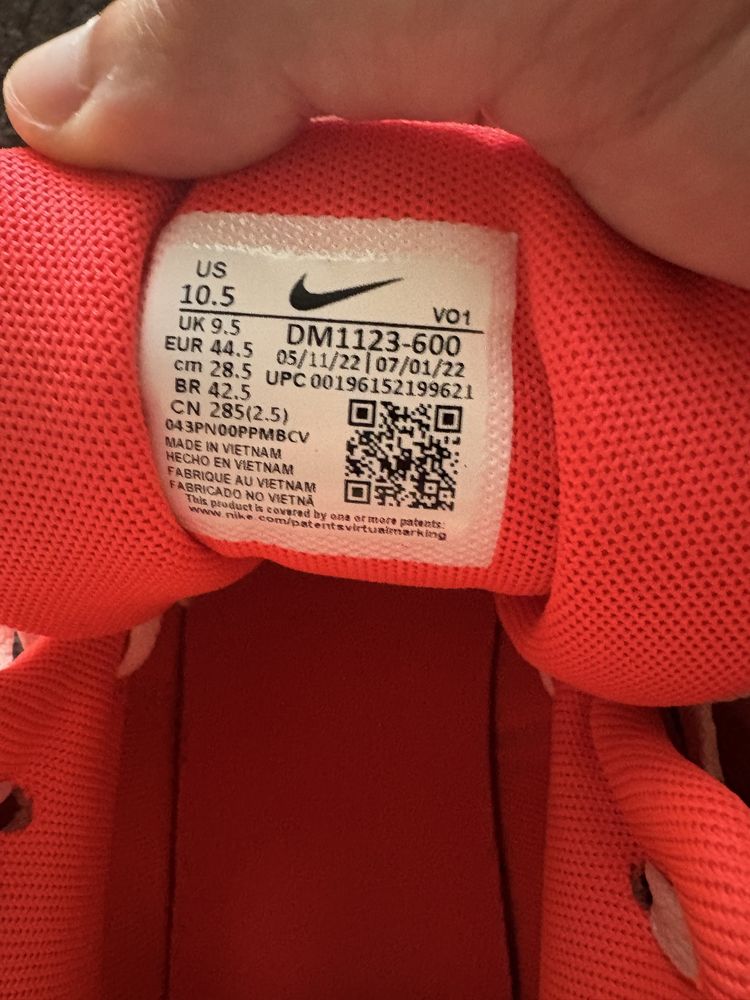 US
10.5
VO1
UK 9.5
EUR 44.5
cm 28.5
BR 42.5
CN 285(2.5)
DM1123-600
05/11/22 | 07/01/22
UPC 00196152199621
043PN00PPMBCV
MADE IN VIETNAM
HECHO EN VIETNAM
FABRIQUE AU VIETNAM
FABRICADO NO VIETNÃ
This product is covered by one or more patents:
www.nike.com/patentsvirtualmarking